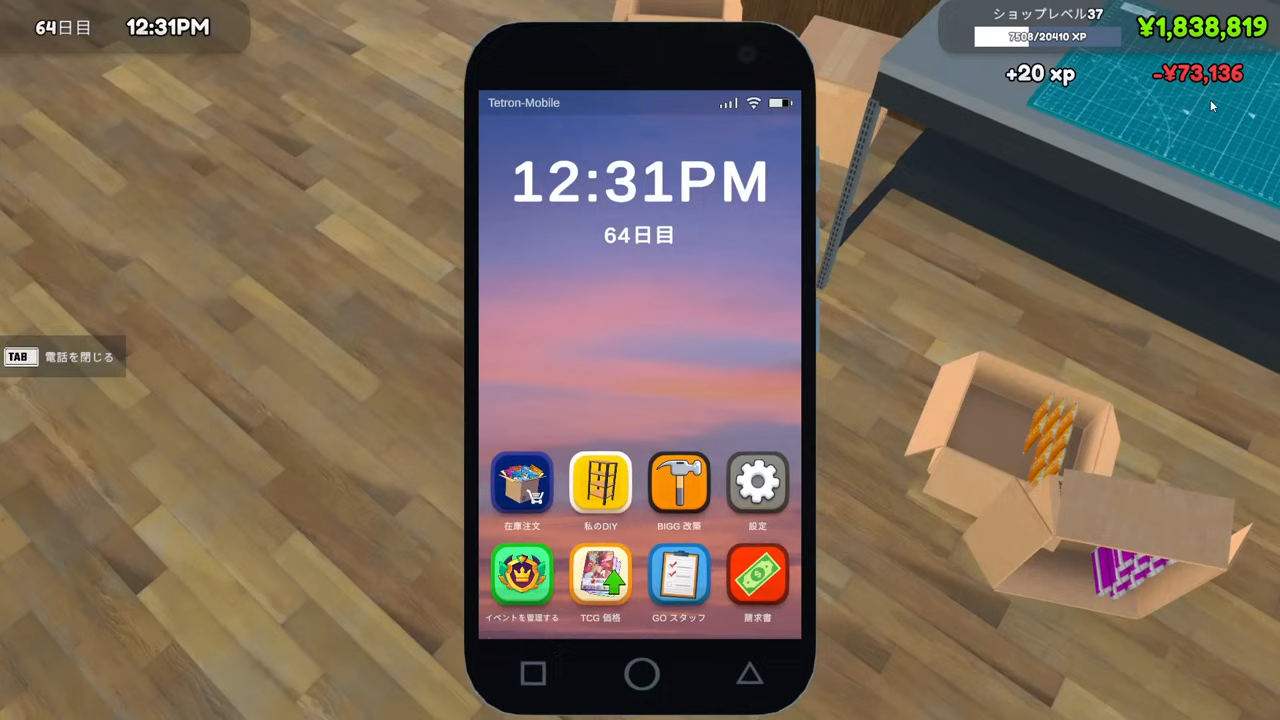 64日目 12:31PM
ショップレベル37
7508/20410 XP
¥1,838,819
+20 xp
-¥73,136
Tetron-Mobile
12:31PM
64日目
TAB 電話を閉じる
在庫注文 私のDIY BIGG 改築 設定
イベントを管理する TCG 価格 GO スタッフ 請求書